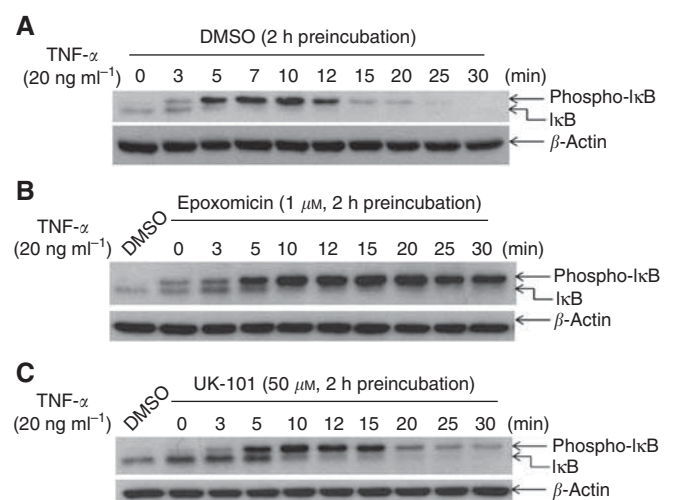 A
DMSO (2 h preincubation)
TNF-α
(20 ng ml⁻¹) 0 3 5 7 10 12 15 20 25 30 (min)
Phospho-IκB
IκB
β-Actin
B
Epoxomicin (1 μM, 2 h preincubation)
TNF-α
(20 ng ml⁻¹) DMSO 0 3 5 10 12 15 20 25 30 (min)
Phospho-IκB
IκB
β-Actin
C
UK-101 (50 μM, 2 h preincubation)
TNF-α
(20 ng ml⁻¹) DMSO 0 3 5 10 12 15 20 25 30 (min)
Phospho-IκB
IκB
β-Actin